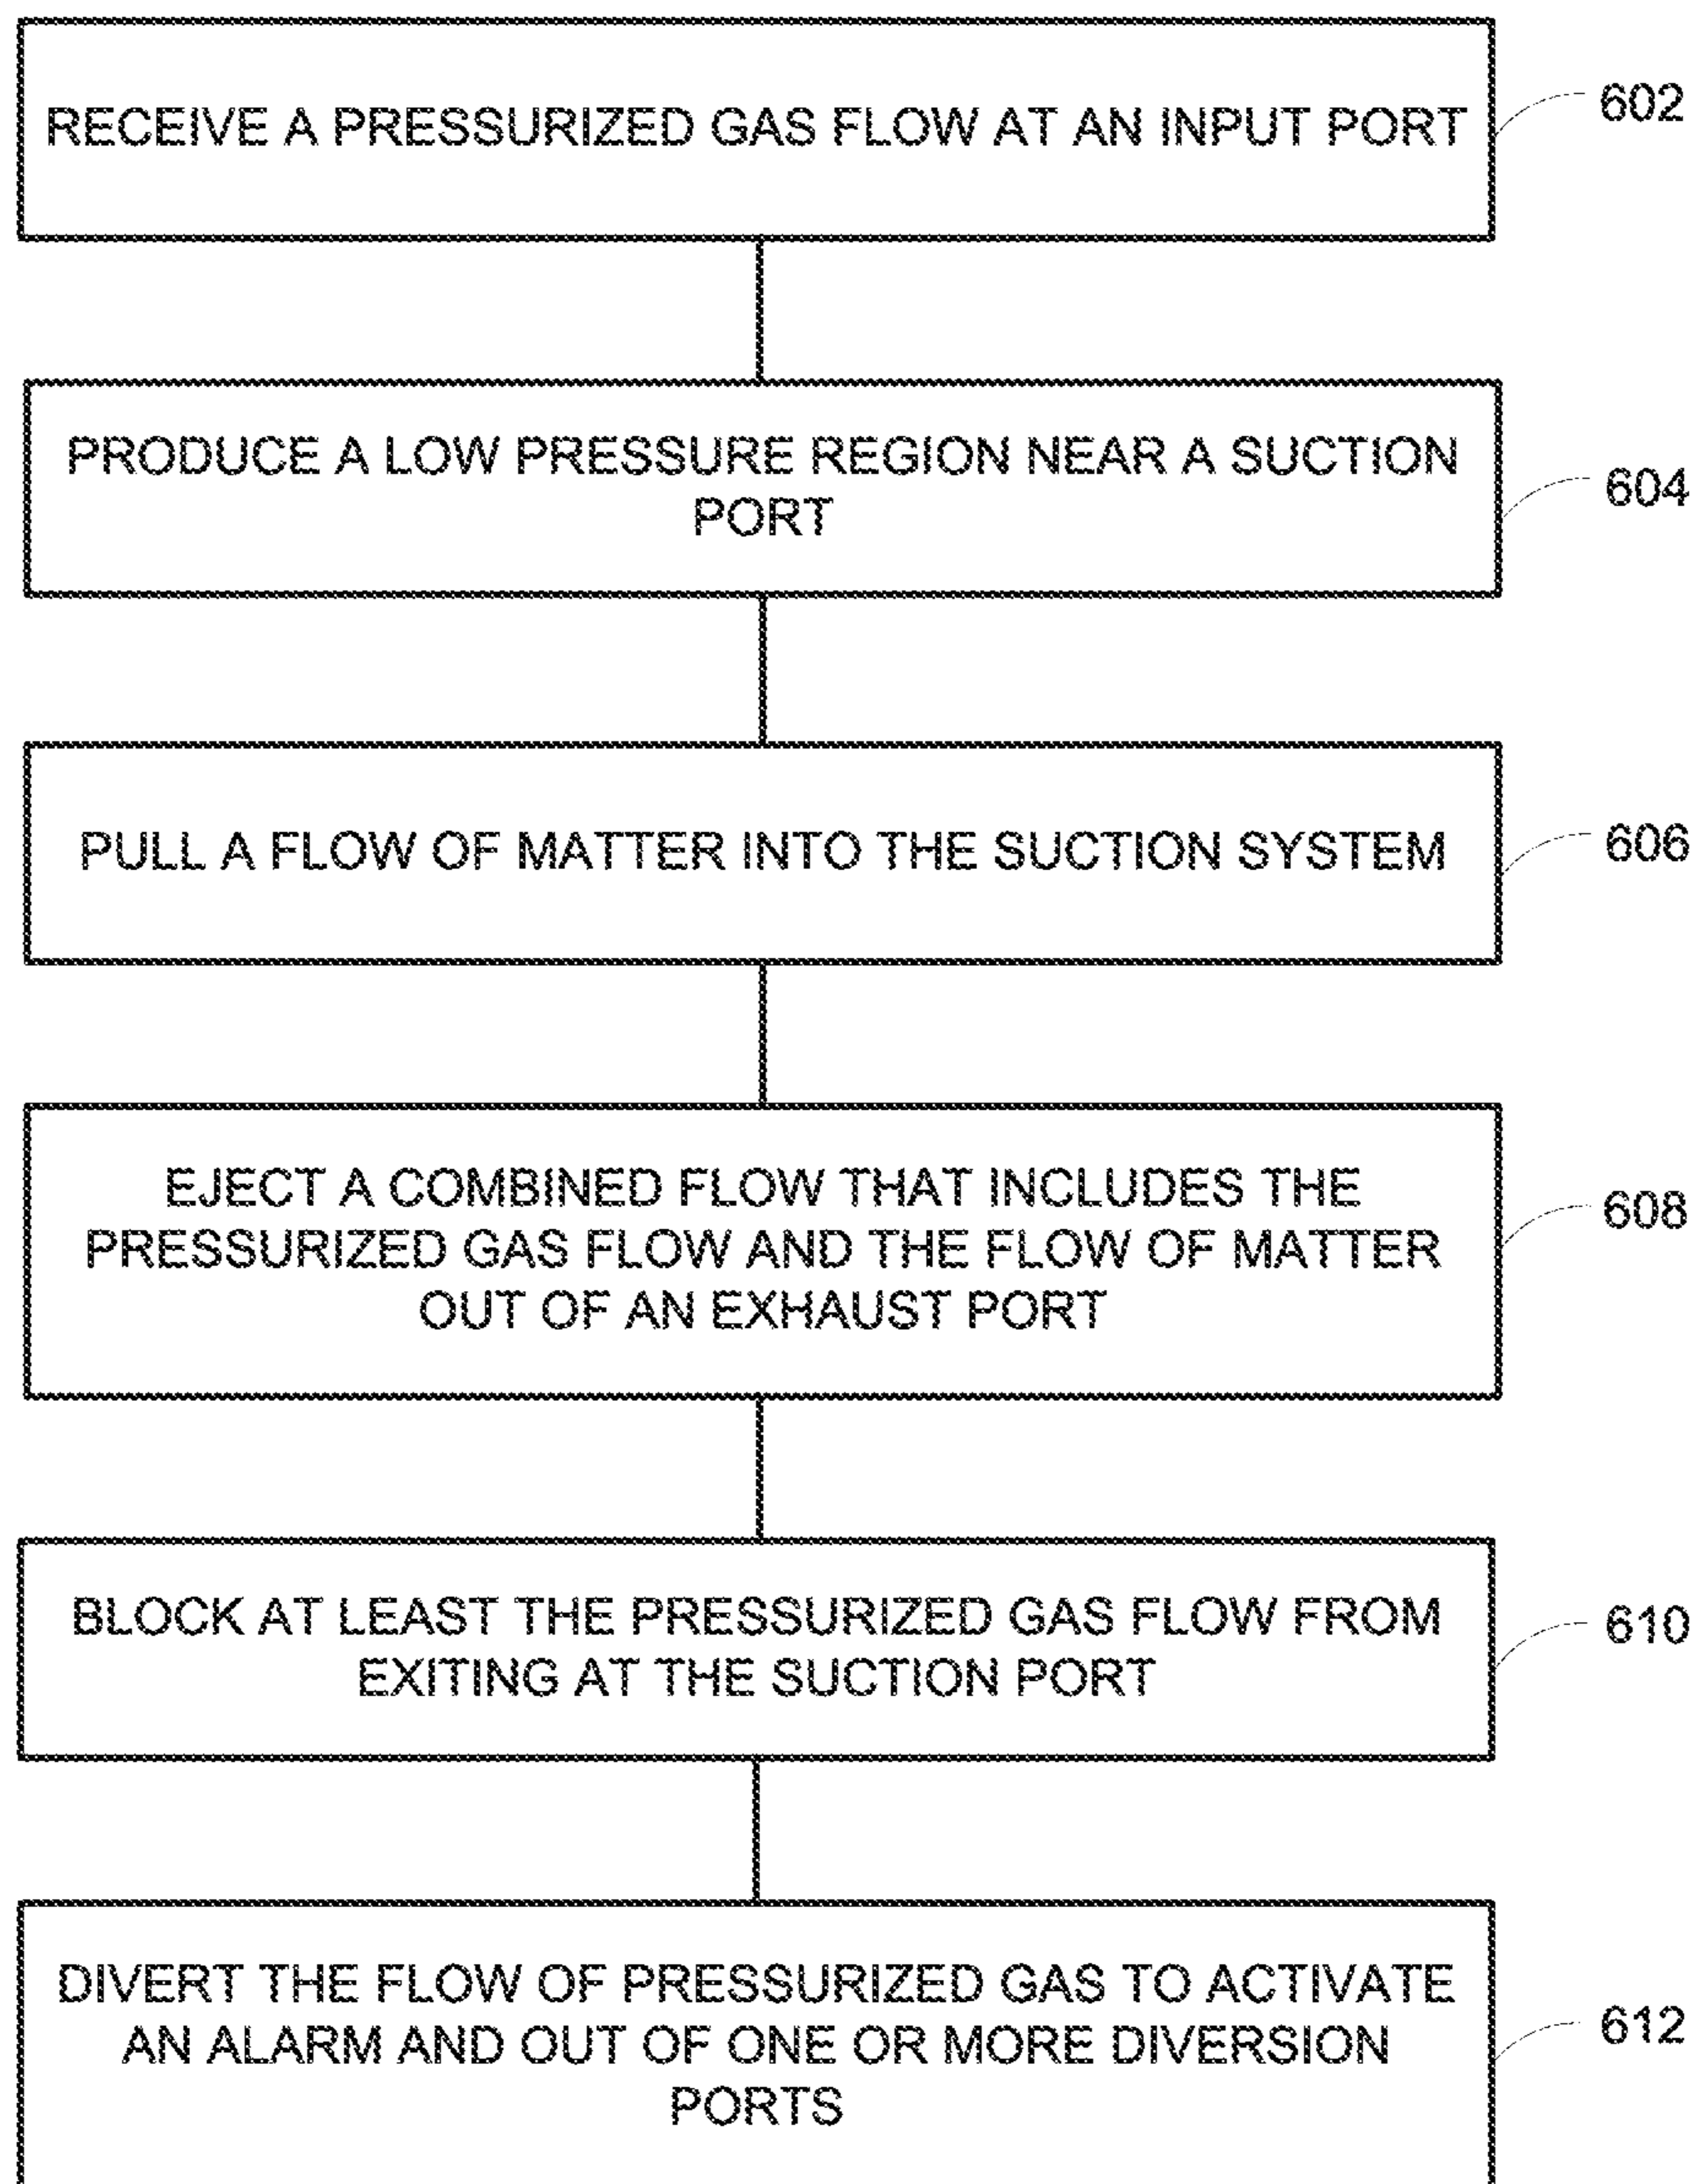 RECEIVE A PRESSURIZED GAS FLOW AT AN INPUT PORT
602
PRODUCE A LOW PRESSURE REGION NEAR A SUCTION
PORT
604
PULL A FLOW OF MATTER INTO THE SUCTION SYSTEM
606
EJECT A COMBINED FLOW THAT INCLUDES THE
PRESSURIZED GAS FLOW AND THE FLOW OF MATTER
OUT OF AN EXHAUST PORT
608
BLOCK AT LEAST THE PRESSURIZED GAS FLOW FROM
EXITING AT THE SUCTION PORT
610
DIVERT THE FLOW OF PRESSURIZED GAS TO ACTIVATE
AN ALARM AND OUT OF ONE OR MORE DIVERSION
PORTS
612